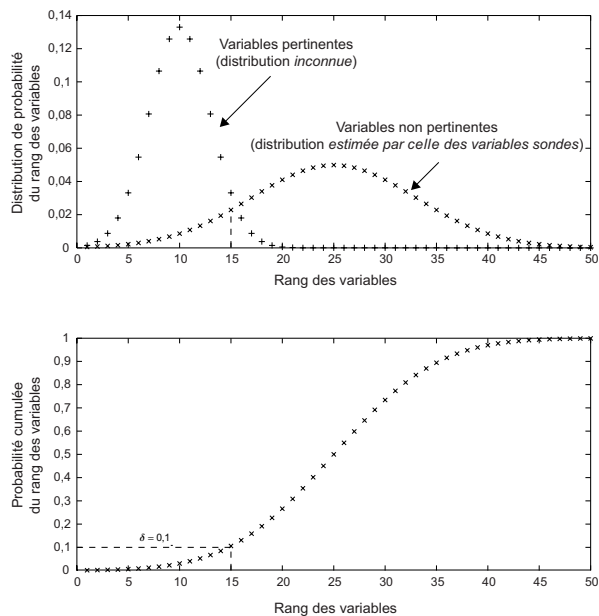 0,14
0,12
0,10
0,08
0,06
0,04
0,02
0
Distribution de probabilité
du rang des variables
Variables pertinentes
(distribution inconnue)
Variables non pertinentes
(distribution estimée par celle des variables sondes)
0 5 10 15 20 25 30 35 40 45 50
Rang des variables
1
0,9
0,8
0,7
0,6
0,5
0,4
0,3
0,2
0,1
0
Probabilité cumulée
du rang des variables
δ = 0,1
0 5 10 15 20 25 30 35 40 45 50
Rang des variables